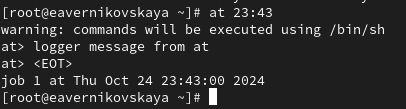 [root@eavernikovskaya ~]# at 23:43
warning: commands will be executed using /bin/sh
at> logger message from at
at> <EOT>
job 1 at Thu Oct 24 23:43:00 2024
[root@eavernikovskaya ~]#